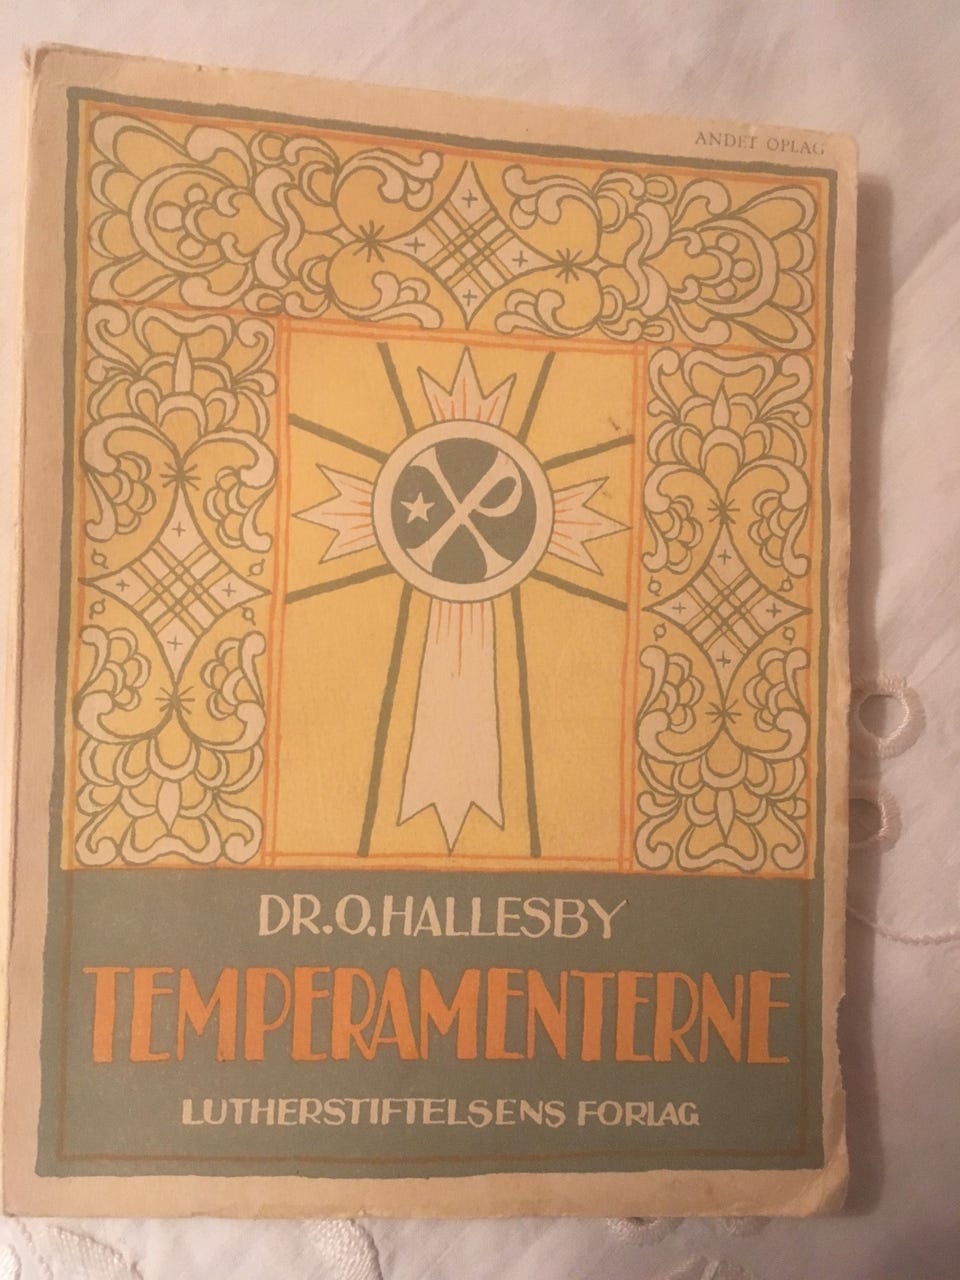 ANDET OPLAG
DR. O. HALLESBY
TEMPERAMENTERNE
LUTHERSTIFTELSENS FORLAG